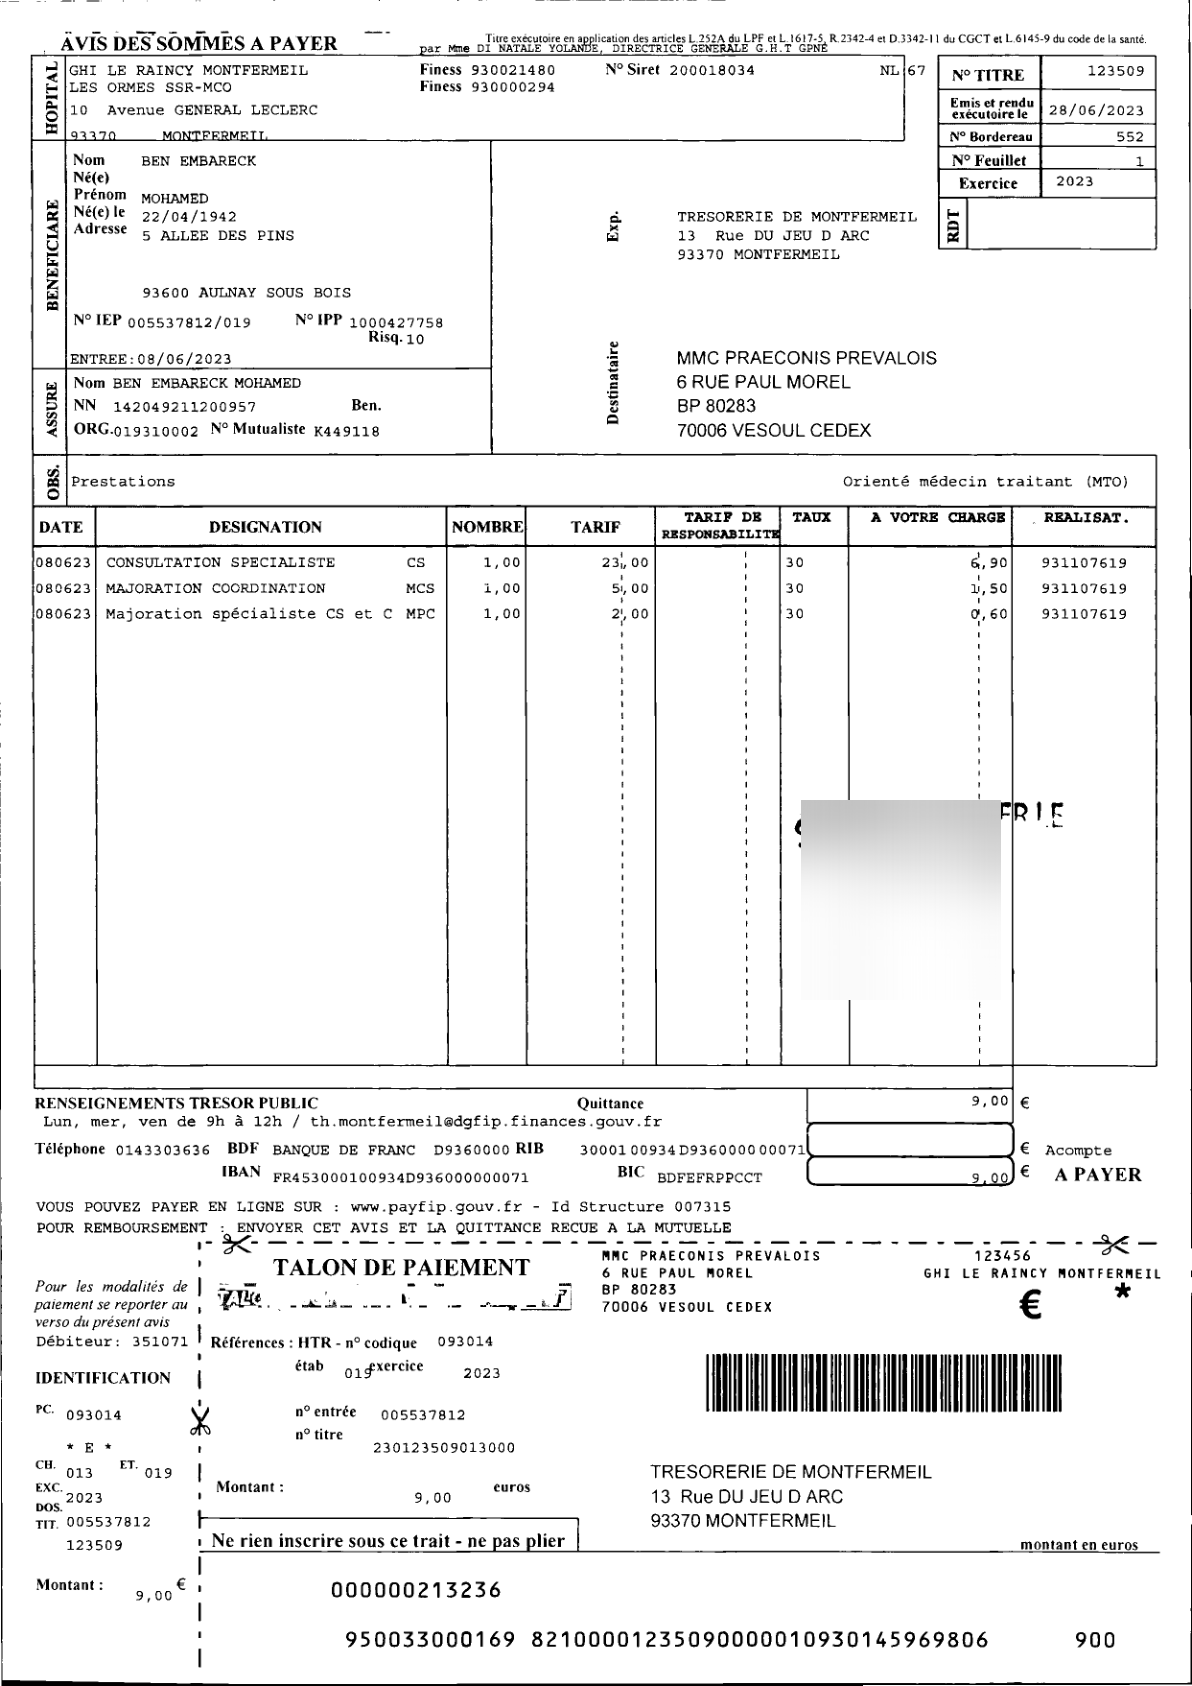 AVIS DES SOMMES A PAYER
Titre exécutoire en application des articles L.252A du LPF et L.1617-5, R.2342-4 et D.3342-11 du CGCT et L.6145-9 du code de la santé.
par Mme DI NATALE YOLANDE, DIRECTRICE GENERALE G.H.T GPNE
HOPITAL
GHI LE RAINCY MONTFERMEIL Finess 930021480 N° Siret 200018034 NL 67
LES ORMES SSR-MCO Finess 930000294
10 Avenue GENERAL LECLERC
93370 MONTFERMEIL
N° TITRE 123509
Emis et rendu exécutoire le 28/06/2023
N° Bordereau 552
N° Feuillet 1
Exercice 2023
RDT
BENEFICIARE
Nom BEN EMBARECK
Né(e)
Prénom MOHAMED
Né(e) le 22/04/1942
Adresse 5 ALLEE DES PINS
93600 AULNAY SOUS BOIS
N° IEP 005537812/019 N° IPP 1000427758
Risq. 10
ENTREE:08/06/2023
Exp.
TRESORERIE DE MONTFERMEIL
13 Rue DU JEU D ARC
93370 MONTFERMEIL
Destinataire
MMC PRAECONIS PREVALOIS
6 RUE PAUL MOREL
BP 80283
70006 VESOUL CEDEX
ASSURE
Nom BEN EMBARECK MOHAMED
NN 142049211200957 Ben.
ORG.019310002 N° Mutualiste K449118
OBS.
Prestations Orienté médecin traitant (MTO)
DATE DESIGNATION NOMBRE TARIF TARIF DE RESPONSABILITE TAUX A VOTRE CHARGE REALISAT.
080623 CONSULTATION SPECIALISTE CS 1,00 23,00 30 6,90 931107619
080623 MAJORATION COORDINATION MCS 1,00 5,00 30 1,50 931107619
080623 Majoration spécialiste CS et C MPC 1,00 2,00 30 0,60 931107619
RENSEIGNEMENTS TRESOR PUBLIC Quittance 9,00 €
Lun, mer, ven de 9h à 12h / th.montfermeil@dgfip.finances.gouv.fr
Téléphone 0143303636 BDF BANQUE DE FRANC D9360000 RIB 30001 00934 D9360000000 71 € Acompte
IBAN FR453000100934D936000000071 BIC BDFEFRPPCCT 9,00 € A PAYER
VOUS POUVEZ PAYER EN LIGNE SUR : www.payfip.gouv.fr - Id Structure 007315
POUR REMBOURSEMENT : ENVOYER CET AVIS ET LA QUITTANCE RECUE A LA MUTUELLE
Pour les modalités de
paiement se reporter au
verso du présent avis
Débiteur: 351071
IDENTIFICATION
PC. 093014
* E *
CH. 013 ET. 019
EXC. 2023
DOS.
TIT. 005537812
123509
Montant : 9,00 €
TALON DE PAIEMENT
Références : HTR - n° codique 093014
étab 019 exercice 2023
n° entrée 005537812
n° titre
230123509013000
Montant : 9,00 euros
Ne rien inscrire sous ce trait - ne pas plier
MMC PRAECONIS PREVALOIS
6 RUE PAUL MOREL
BP 80283
70006 VESOUL CEDEX
123456
GHI LE RAINCY MONTFERMEIL
€ *
TRESORERIE DE MONTFERMEIL
13 Rue DU JEU D ARC
93370 MONTFERMEIL
montant en euros
000000213236
950033000169 82100001235090000010930145969806 900